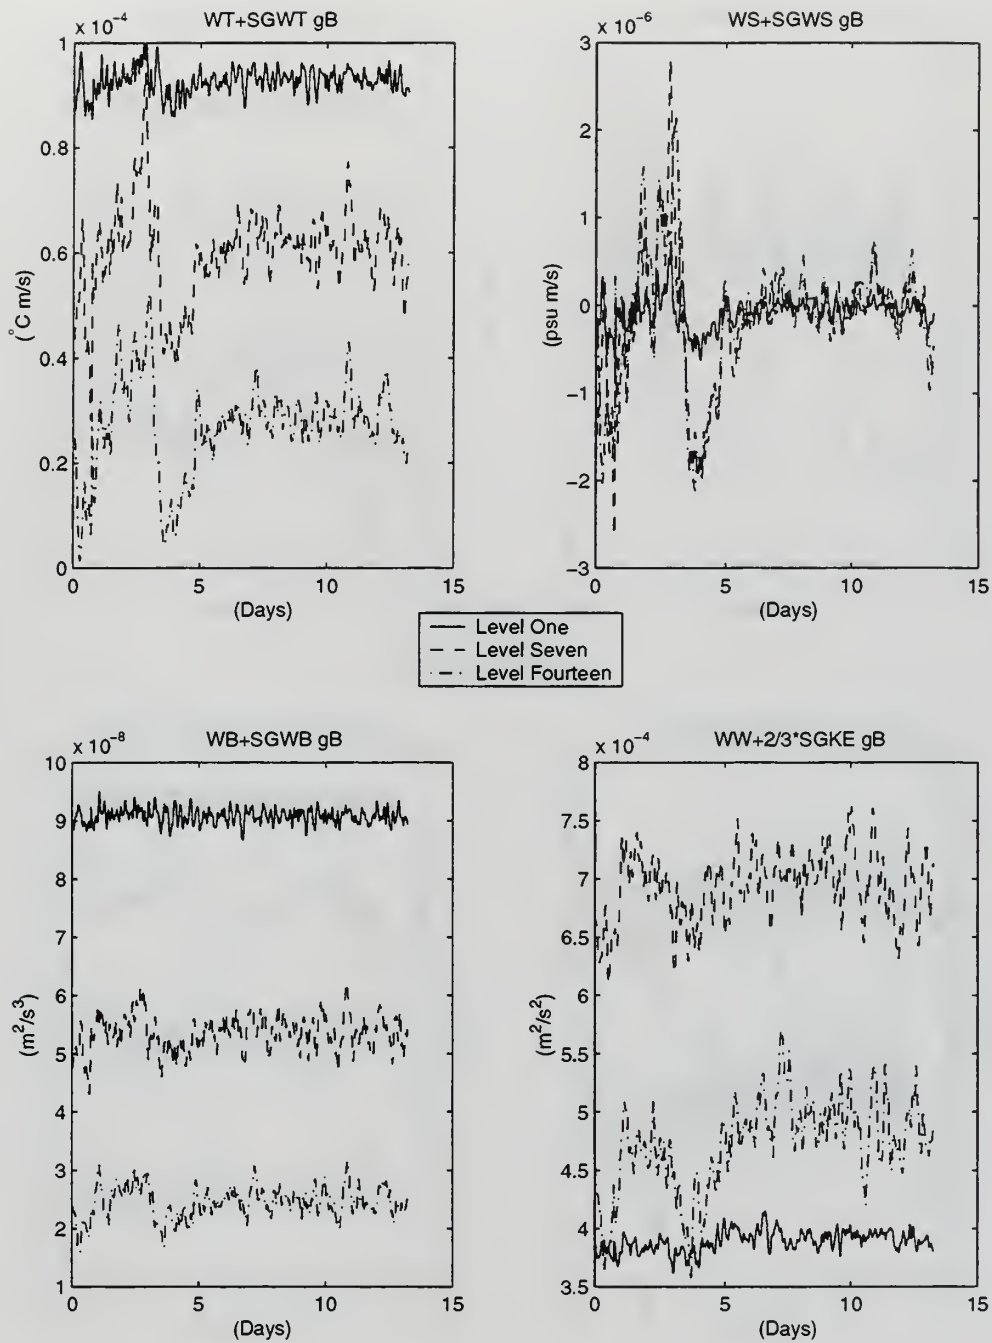 x 10⁻⁴
WT+SGWT gB
1
0.8
0.6
0.4
0.2
0
(°C m/s)
0 5 10 15
(Days)
x 10⁻⁶
WS+SGWS gB
3
2
1
0
−1
−2
−3
(psu m/s)
0 5 10 15
(Days)
Level One
Level Seven
Level Fourteen
x 10⁻⁸
WB+SGWB gB
10
9
8
7
6
5
4
3
2
1
(m²/s³)
0 5 10 15
(Days)
x 10⁻⁴
WW+2/3*SGKE gB
8
7.5
7
6.5
6
5.5
5
4.5
4
3.5
(m²/s²)
0 5 10 15
(Days)